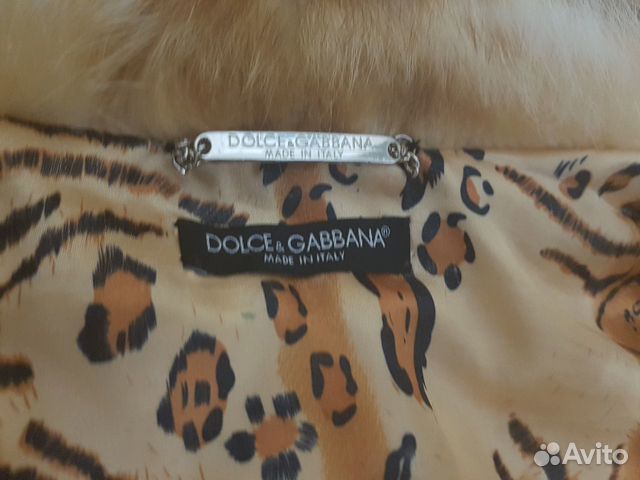 DOLCE&GABBANA
MADE IN ITALY
DOLCE & GABBANA®
MADE IN ITALY
Avito